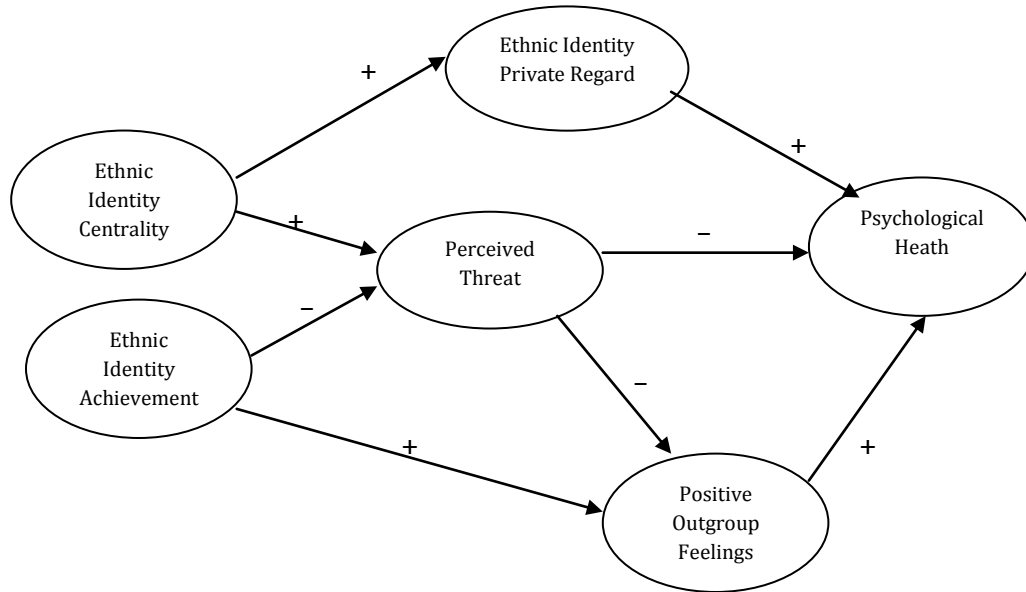 Ethnic Identity
Private Regard
+
+
Ethnic
Identity
Centrality
+
Psychological
Heath
Perceived
Threat
–
–
Ethnic
Identity
Achievement
–
+
+
Positive
Outgroup
Feelings